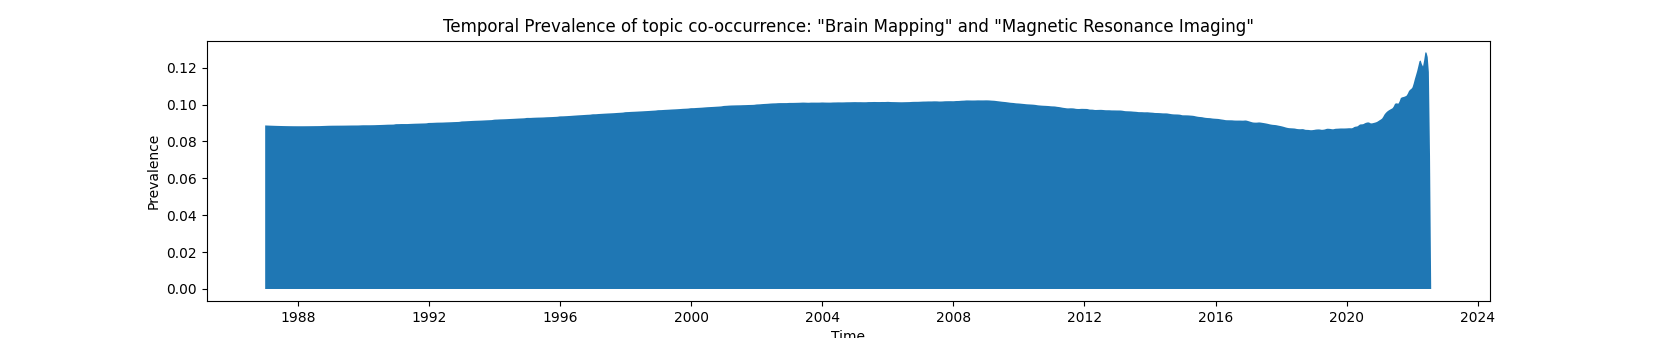 Temporal Prevalence of topic co-occurrence: "Brain Mapping" and "Magnetic Resonance Imaging"
Prevalence
0.12
0.10
0.08
0.06
0.04
0.02
0.00
1988 1992 1996 2000 2004 2008 2012 2016 2020 2024
Time